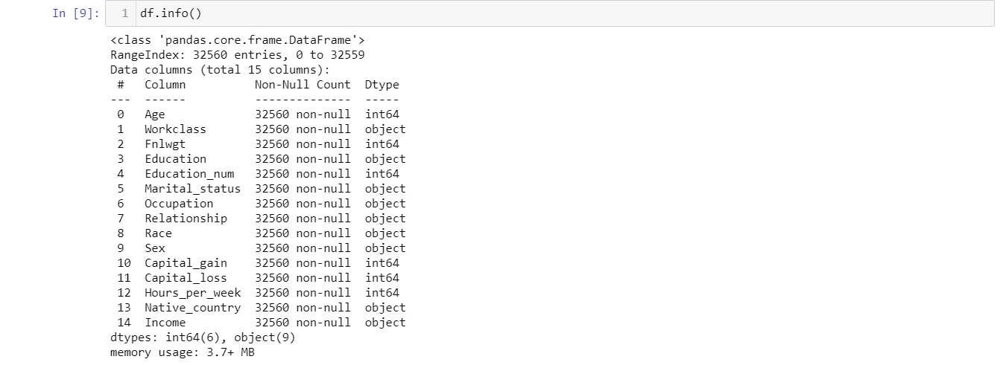 In [9]: 1 df.info()
<class 'pandas.core.frame.DataFrame'>
RangeIndex: 32560 entries, 0 to 32559
Data columns (total 15 columns):
 #   Column          Non-Null Count  Dtype
---  ------          --------------  -----
 0   Age             32560 non-null  int64
 1   Workclass       32560 non-null  object
 2   Fnlwgt          32560 non-null  int64
 3   Education       32560 non-null  object
 4   Education_num   32560 non-null  int64
 5   Marital_status  32560 non-null  object
 6   Occupation      32560 non-null  object
 7   Relationship    32560 non-null  object
 8   Race            32560 non-null  object
 9   Sex             32560 non-null  object
 10  Capital_gain    32560 non-null  int64
 11  Capital_loss    32560 non-null  int64
 12  Hours_per_week  32560 non-null  int64
 13  Native_country  32560 non-null  object
 14  Income          32560 non-null  object
dtypes: int64(6), object(9)
memory usage: 3.7+ MB